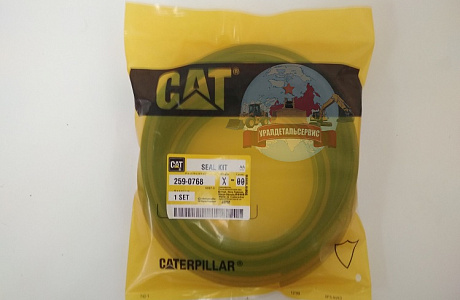 CAT®
УРАЛДЕТАЛЬСЕРВИС
CAT SEAL KIT
259-0768 X -00
1 SET
CATERPILLAR®